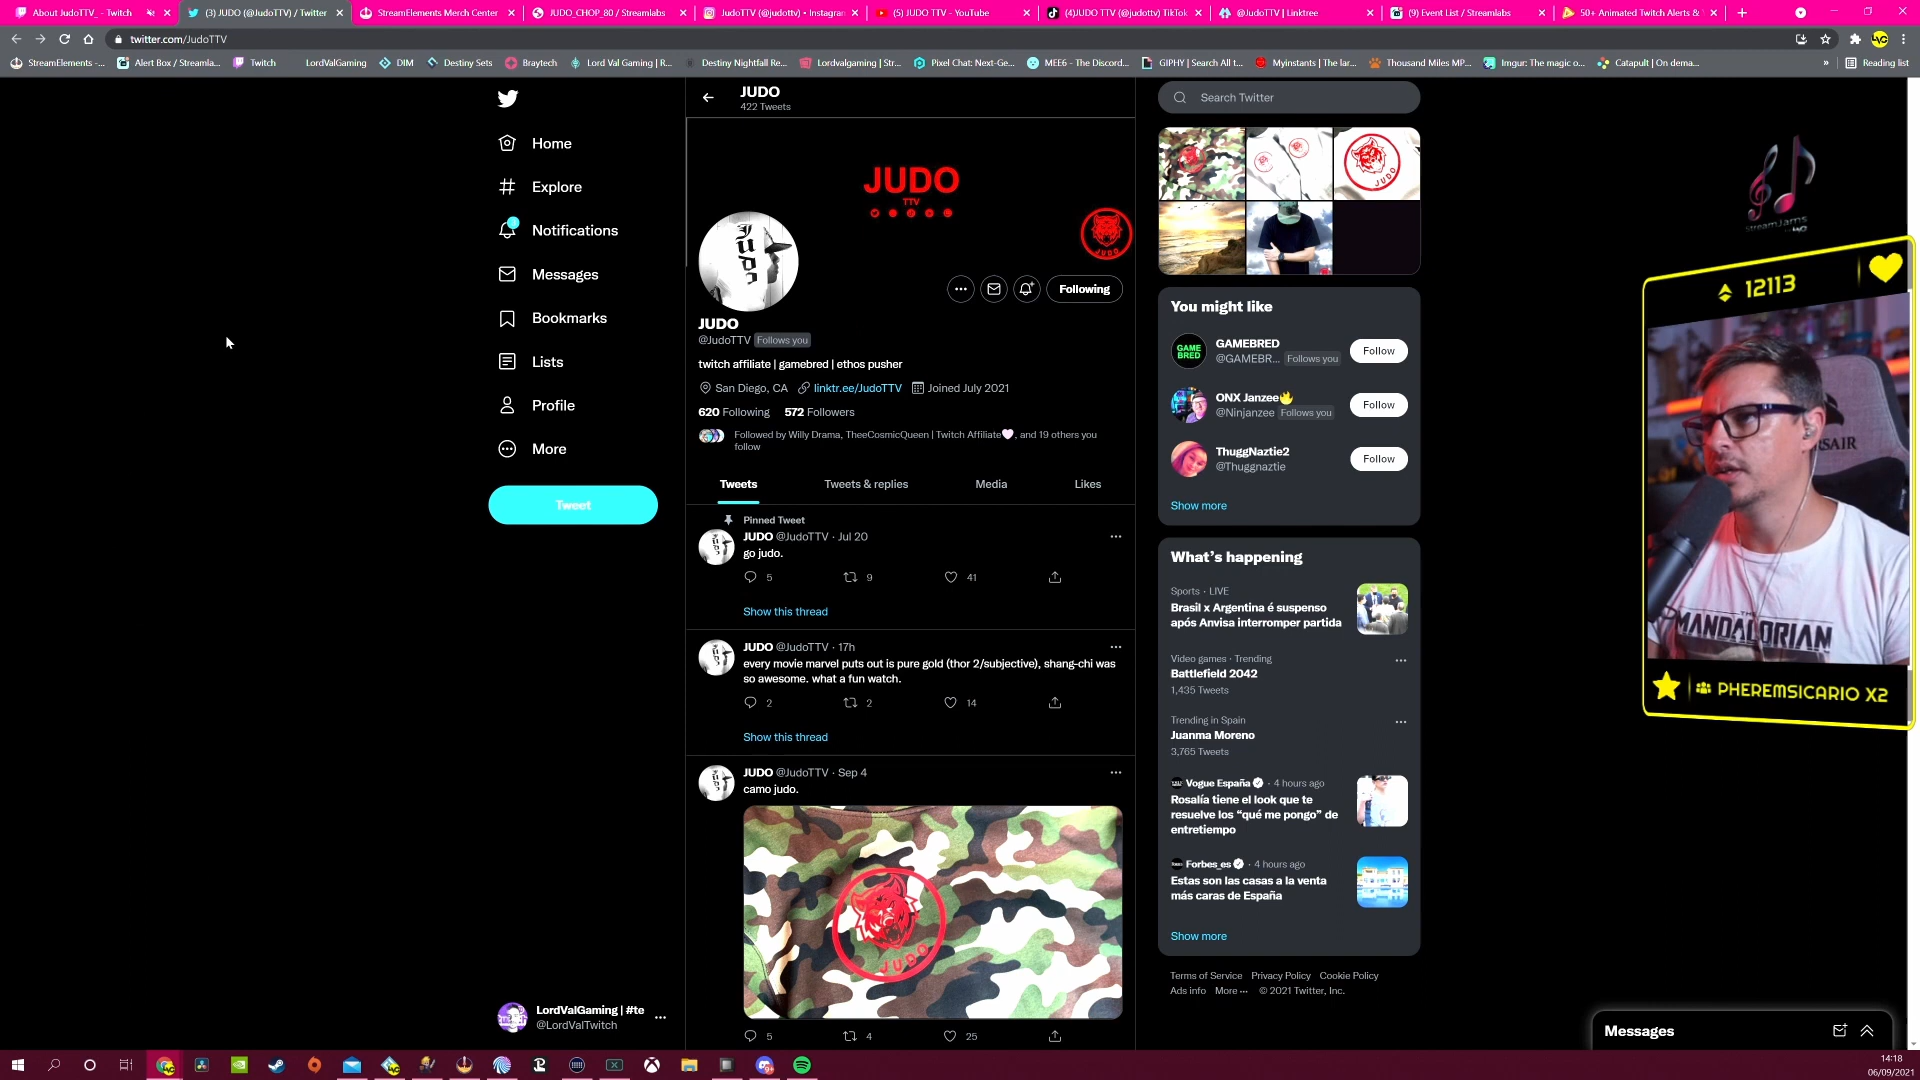 About JudoTTV_ - Twitch
(3) JUDO (@JudoTTV) / Twitter
StreamElements Merch Center
JUDO_CHOP_80 / Streamlabs
JudoTTV (@judottv) • Instagram
(5) JUDO TTV - YouTube
(4)JUDO TTV (@judottv) TikTok
@JudoTTV | Linktree
(9) Event List / Streamlabs
50+ Animated Twitch Alerts &
twitter.com/JudoTTV
StreamElements -...
Alert Box / Streamla...
Twitch
LordValGaming
DIM
Destiny Sets
Braytech
Lord Val Gaming | R...
Destiny Nightfall Re...
Lordvalgaming | Str...
Pixel Chat: Next-Ge...
MEE6 - The Discord...
GIPHY | Search All t...
Myinstants | The lar...
Thousand Miles MP...
Imgur: The magic o...
Catapult | On dema...
»
Reading list
Home
Explore
Notifications
Messages
Bookmarks
Lists
Profile
More
Tweet
LordValGaming | #te
@LordValTwitch
JUDO
422 Tweets
JUDO
TTV
JUDO
Following
JUDO
@JudoTTV Follows you
twitch affiliate | gamebred | ethos pusher
San Diego, CA linktr.ee/JudoTTV Joined July 2021
620 Following 572 Followers
Followed by Willy Drama, TheeCosmicQueen | Twitch Affiliate🤍, and 19 others you
follow
Tweets
Tweets & replies
Media
Likes
Pinned Tweet
JUDO @JudoTTV · Jul 20
go judo.
5 9 41
Show this thread
JUDO @JudoTTV · 17h
every movie marvel puts out is pure gold (thor 2/subjective), shang-chi was
so awesome. what a fun watch.
2 2 14
Show this thread
JUDO @JudoTTV · Sep 4
camo judo.
JUDO
5 4 25
Search Twitter
JUDO
You might like
GAME
BRED
GAMEBRED
@GAMEBR... Follows you
Follow
ONX Janzee🔥
@Ninjanzee Follows you
Follow
ThuggNaztie2
@Thuggnaztie
Follow
Show more
What's happening
Sports · LIVE
Brasil x Argentina é suspenso
após Anvisa interromper partida
Video games · Trending
Battlefield 2042
1,435 Tweets
Trending in Spain
Juanma Moreno
3,765 Tweets
Vogue España · 4 hours ago
Rosalía tiene el look que te
resuelve los “qué me pongo” de
entretiempo
Forbes_es · 4 hours ago
Estas son las casas a la venta
más caras de España
Show more
Terms of Service Privacy Policy Cookie Policy
Ads info More ··· © 2021 Twitter, Inc.
Messages
StreamJams
12113
THE
MANDALORIAN
PHEREMSICARIO X2
14:18
06/09/2021